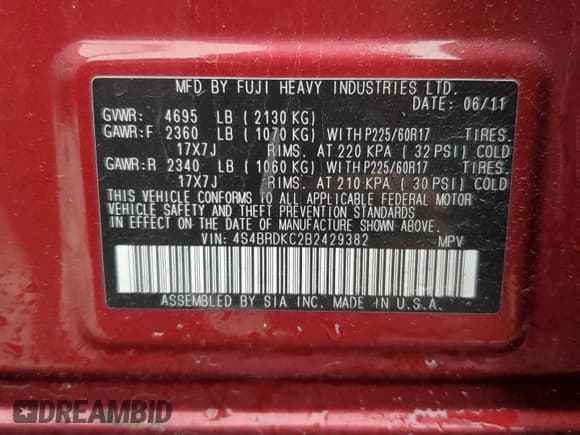 MFD BY FUJI HEAVY INDUSTRIES LTD.
DATE: 06/11
GVWR: 4695 LB (2130 KG)
GAWR:F 2360 LB (1070 KG) WITH P225/60R17 TIRES.
17X7J RIMS. AT 220 KPA (32 PSI) COLD
GAWR:R 2340 LB (1060 KG) WITH P225/60R17 TIRES.
17X7J RIMS. AT 210 KPA (30 PSI) COLD
THIS VEHICLE CONFORMS TO ALL APPLICABLE FEDERAL MOTOR
VEHICLE SAFETY AND THEFT PREVENTION STANDARDS
IN EFFECT ON THE DATE OF MANUFACTURE SHOWN ABOVE.
VIN: 4S4BRDKC2B2429382 MPV
ASSEMBLED BY SIA INC. MADE IN U.S.A.
DREAMBID